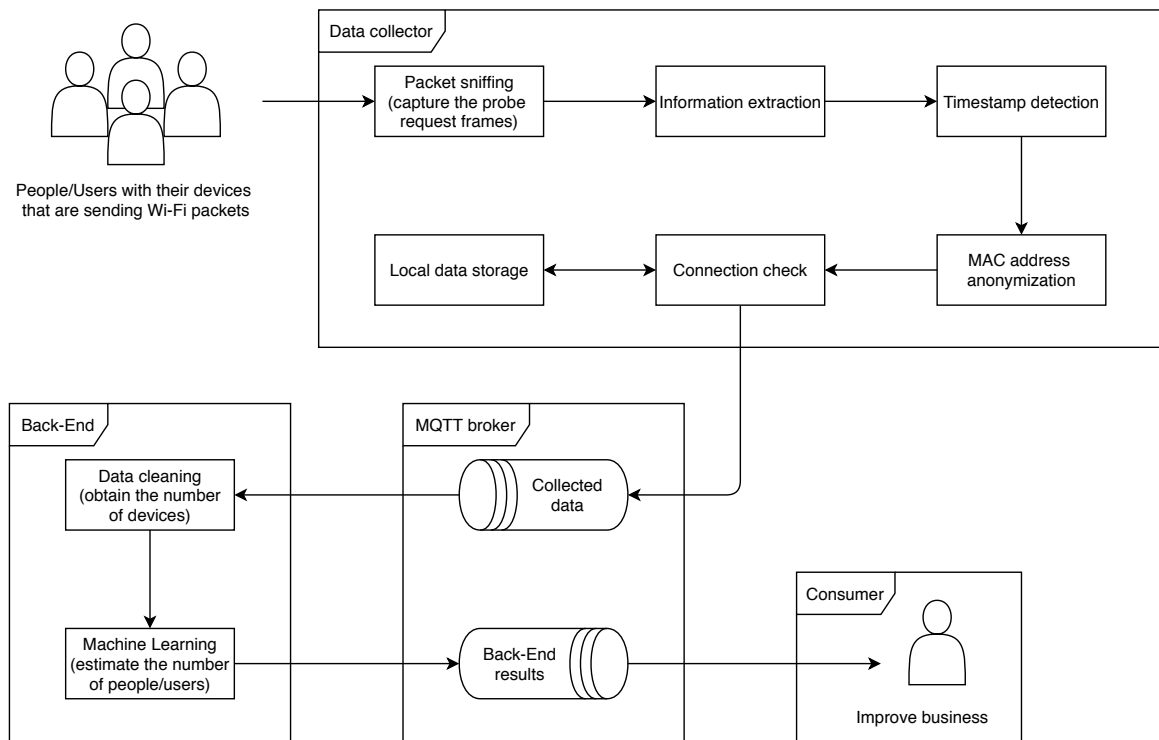 Data collector
Packet sniffing
(capture the probe
request frames)
Information extraction
Timestamp detection
People/Users with their devices
that are sending Wi-Fi packets
Local data storage
Connection check
MAC address
anonymization
Back-End
MQTT broker
Data cleaning
(obtain the number
of devices)
Collected
data
Consumer
Machine Learning
(estimate the number
of people/users)
Back-End
results
Improve business